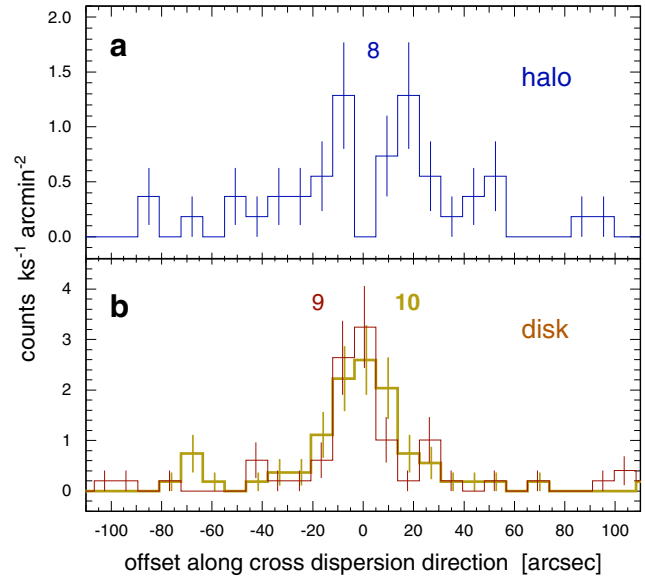 2.0
a
8
halo
1.5
1.0
0.5
0.0
counts ks⁻¹ arcmin⁻²
b
9
10
disk
4
3
2
1
0
-100 -80 -60 -40 -20 0 20 40 60 80 100
offset along cross dispersion direction [arcsec]